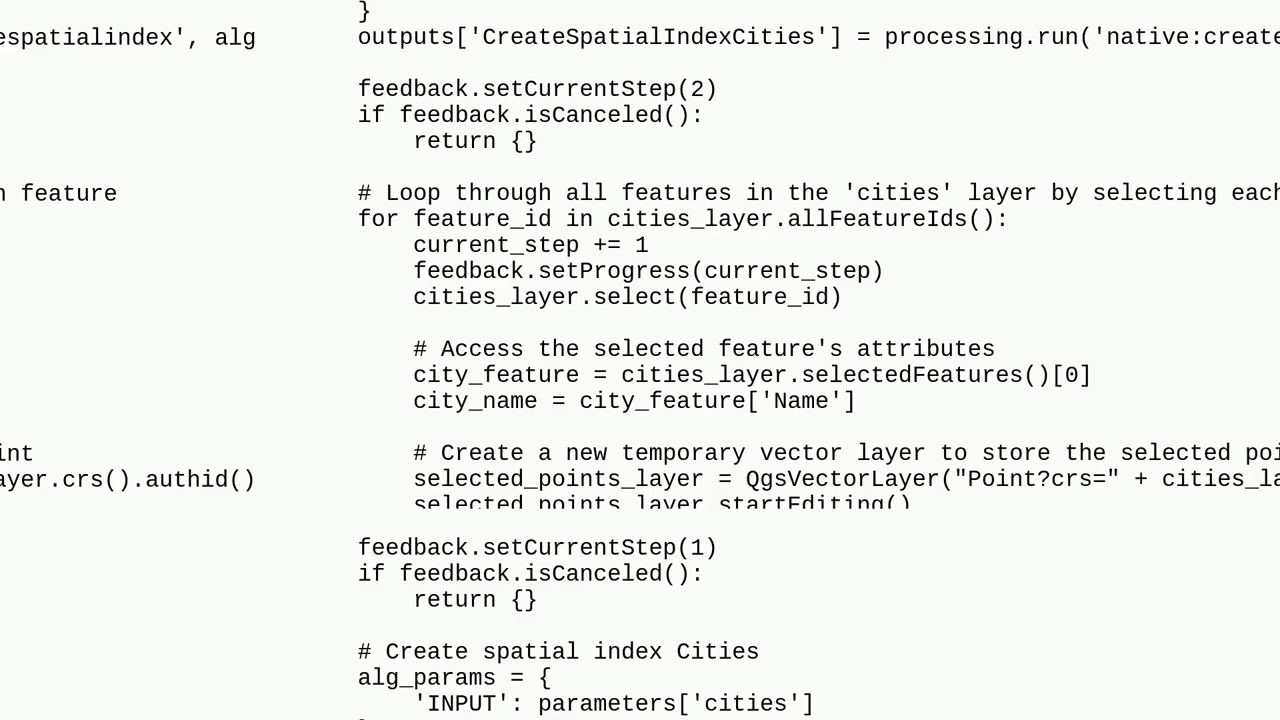 }
espatialindex', alg outputs['CreateSpatialIndexCities'] = processing.run('native:create
feedback.setCurrentStep(2)
if feedback.isCanceled():
return {}
feature # Loop through all features in the 'cities' layer by selecting each
for feature_id in cities_layer.allFeatureIds():
current_step += 1
feedback.setProgress(current_step)
cities_layer.select(feature_id)
# Access the selected feature's attributes
city_feature = cities_layer.selectedFeatures()[0]
city_name = city_feature['Name']
int # Create a new temporary vector layer to store the selected poi
ayer.crs().authid() selected_points_layer = QgsVectorLayer("Point?crs=" + cities_la
selected_points_layer.startEditing()
feedback.setCurrentStep(1)
if feedback.isCanceled():
return {}
# Create spatial index Cities
alg_params = {
'INPUT': parameters['cities']